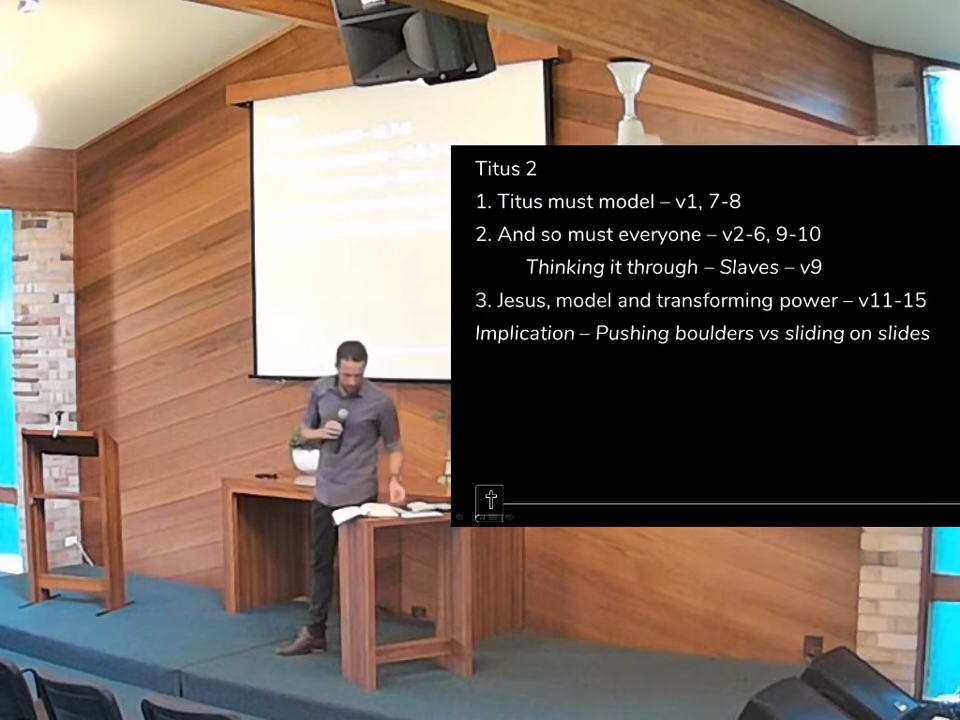 Titus 2
1. Titus must model – v1, 7-8
2. And so must everyone – v2-6, 9-10
Thinking it through – Slaves – v9
3. Jesus, model and transforming power – v11-15
Implication – Pushing boulders vs sliding on slides